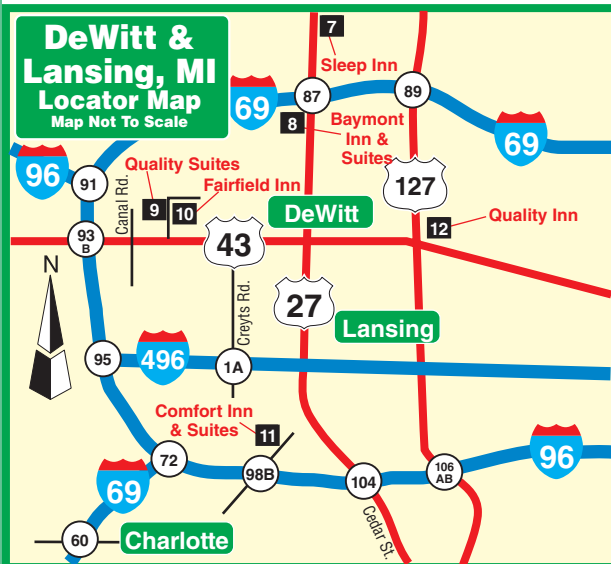 DeWitt &
Lansing, MI
Locator Map
Map Not To Scale
7
Sleep Inn
69
87
89
8
Baymont
Inn &
Suites
69
96
91
Canal Rd.
Quality Suites
9
10
Fairfield Inn
127
DeWitt
12
Quality Inn
93
B
43
N
Creyts Rd.
27
Lansing
95
496
1A
Comfort Inn
& Suites
11
72
98B
104
106
AB
96
69
Cedar St.
60
Charlotte